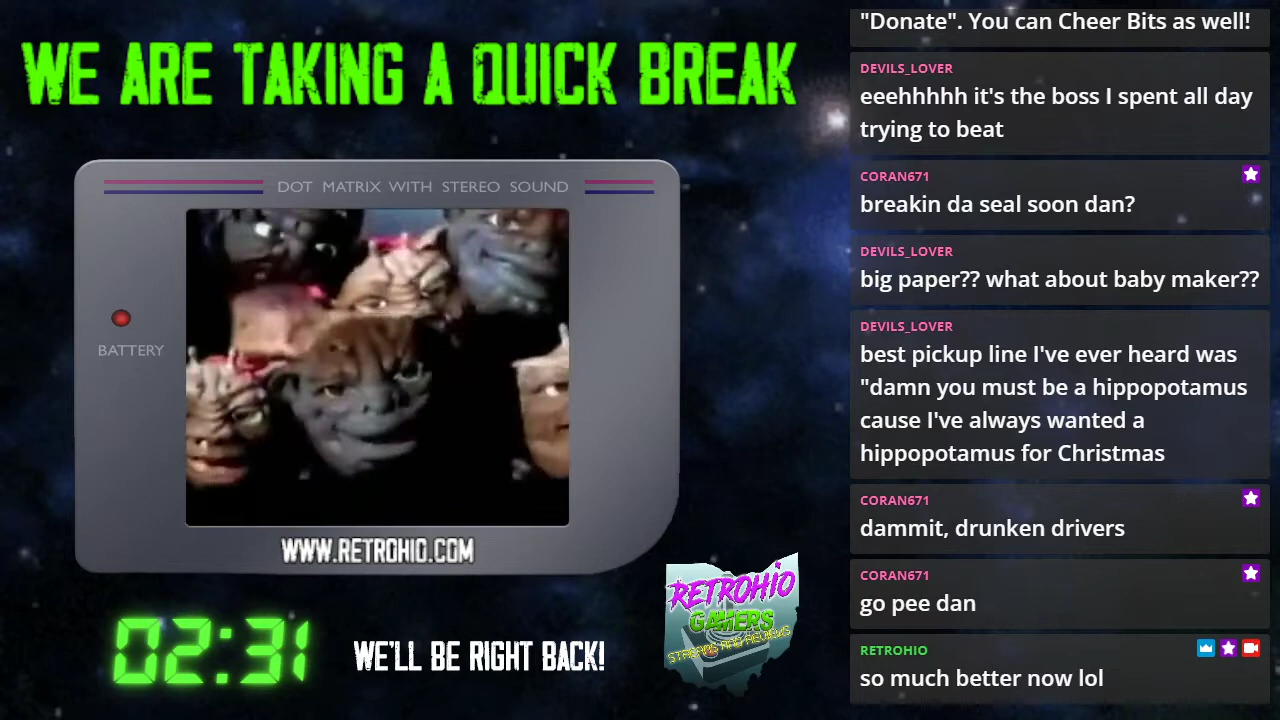 WE ARE TAKING A QUICK BREAK
DOT MATRIX WITH STEREO SOUND
BATTERY
WWW.RETROHIO.COM
02:31
WE'LL BE RIGHT BACK!
RETROHIO
GAMERS
STREAMS AND REVIEWS
"Donate". You can Cheer Bits as well!
DEVILS_LOVER
eeehhhhh it's the boss I spent all day
trying to beat
CORAN671
breakin da seal soon dan?
DEVILS_LOVER
big paper?? what about baby maker??
DEVILS_LOVER
best pickup line I've ever heard was
"damn you must be a hippopotamus
cause I've always wanted a
hippopotamus for Christmas
CORAN671
dammit, drunken drivers
CORAN671
go pee dan
RETROHIO
so much better now lol